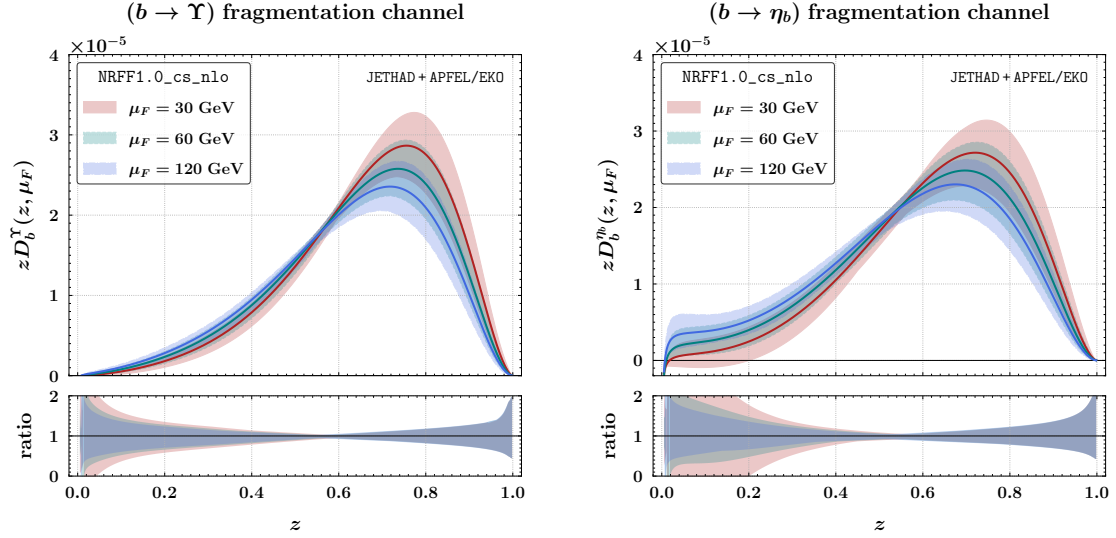 (b → Υ) fragmentation channel
×10⁻⁵
4
3
2
1
0
zD_b^Υ(z, μ_F)
NRFF1.0_cs_nlo
μ_F = 30 GeV
μ_F = 60 GeV
μ_F = 120 GeV
JETHAD + APFEL/EKO
2
1
0
ratio
0.0 0.2 0.4 0.6 0.8 1.0
z
(b → η_b) fragmentation channel
×10⁻⁵
4
3
2
1
0
zD_b^{η_b}(z, μ_F)
NRFF1.0_cs_nlo
μ_F = 30 GeV
μ_F = 60 GeV
μ_F = 120 GeV
JETHAD + APFEL/EKO
2
1
0
ratio
0.0 0.2 0.4 0.6 0.8 1.0
z